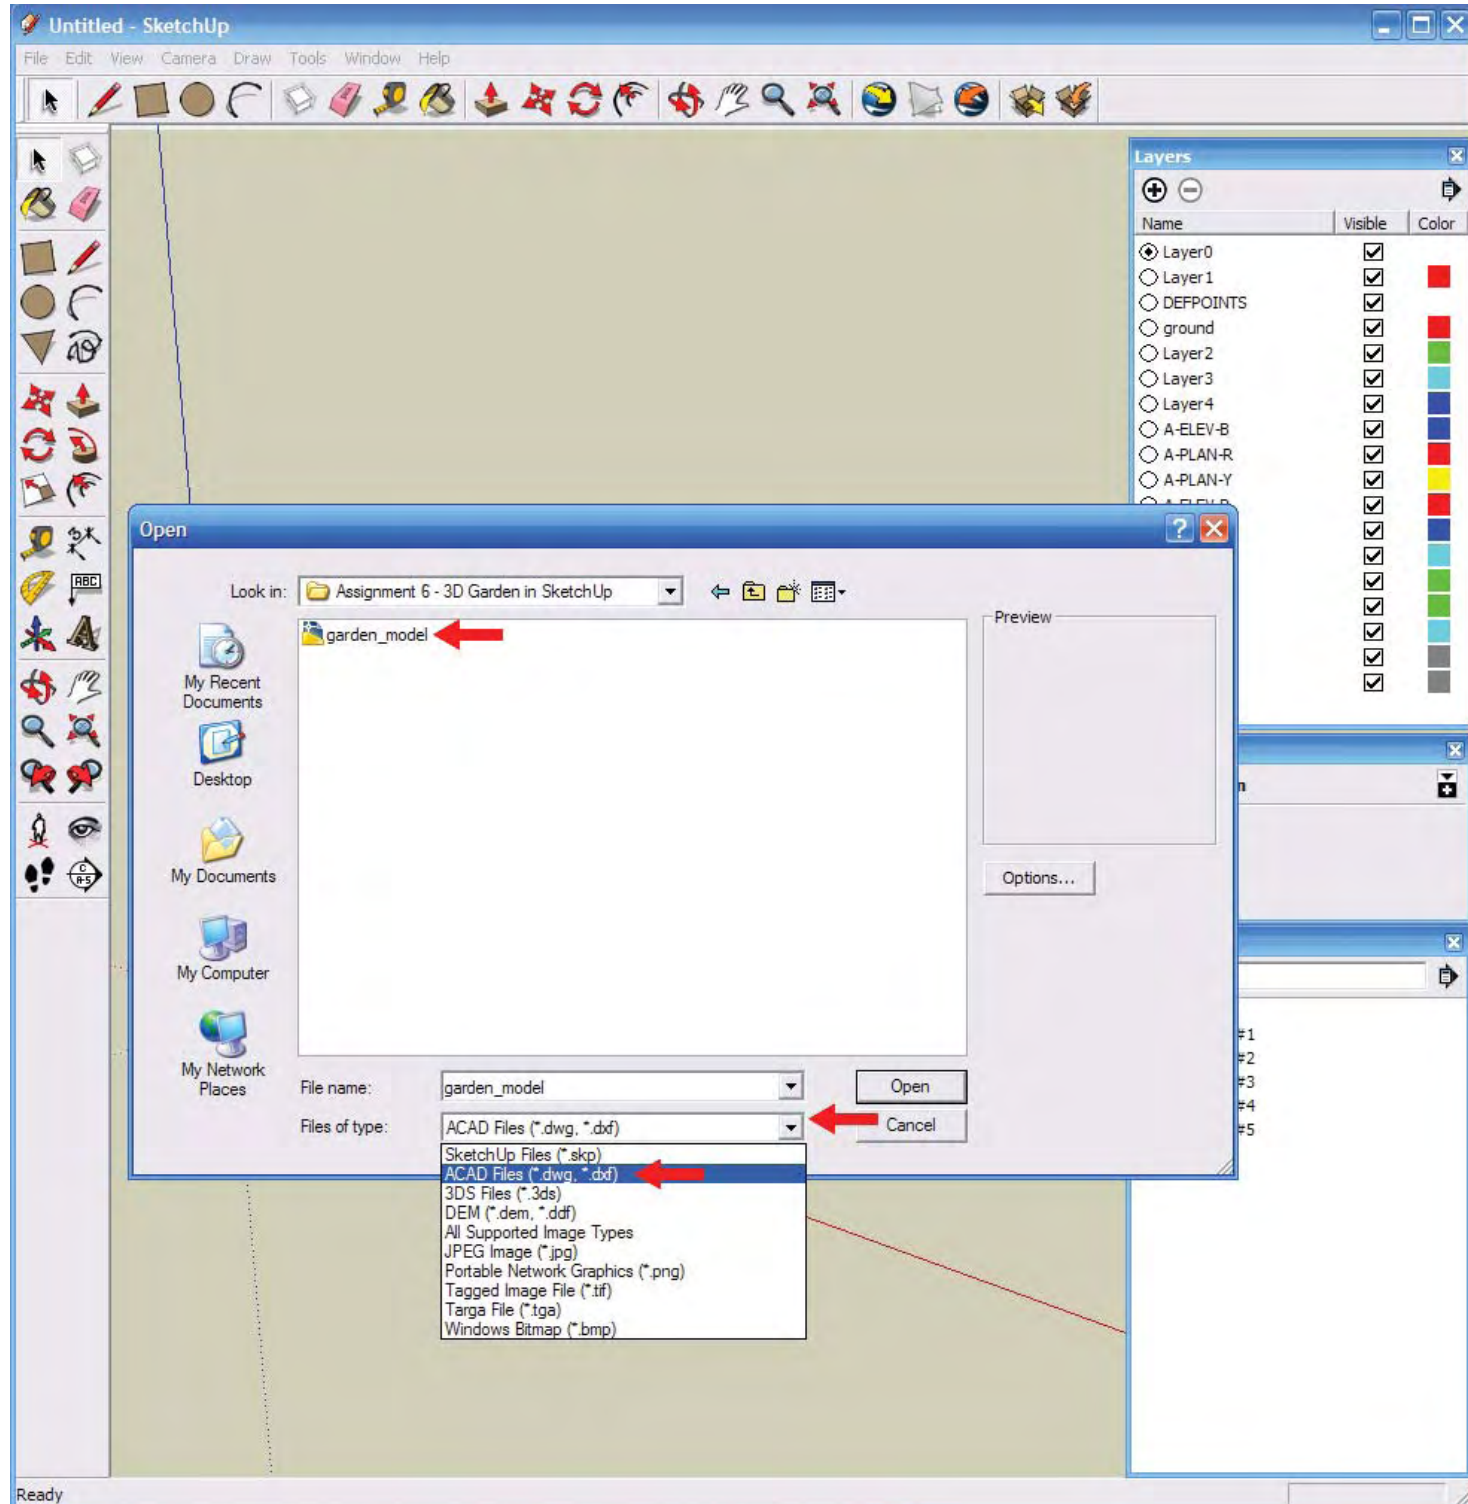 Untitled - SketchUp
File Edit View Camera Draw Tools Window Help
Layers
Name Visible Color
Layer0
Layer1
DEFPOINTS
ground
Layer2
Layer3
Layer4
A-ELEV-B
A-PLAN-R
A-PLAN-Y
ABC
A
C
A-5
Open
Look in: Assignment 6 - 3D Garden in SketchUp
garden_model
Preview
My Recent
Documents
Desktop
My Documents
My Computer
My Network
Places
Options...
File name: garden_model Open
Files of type: ACAD Files (*.dwg, *.dxf) Cancel
SketchUp Files (*.skp)
ACAD Files (*.dwg, *.dxf)
3DS Files (*.3ds)
DEM (*.dem, *.ddf)
All Supported Image Types
JPEG Image (*.jpg)
Portable Network Graphics (*.png)
Tagged Image File (*.tif)
Targa File (*.tga)
Windows Bitmap (*.bmp)
n
#1
#2
#3
#4
#5
Ready